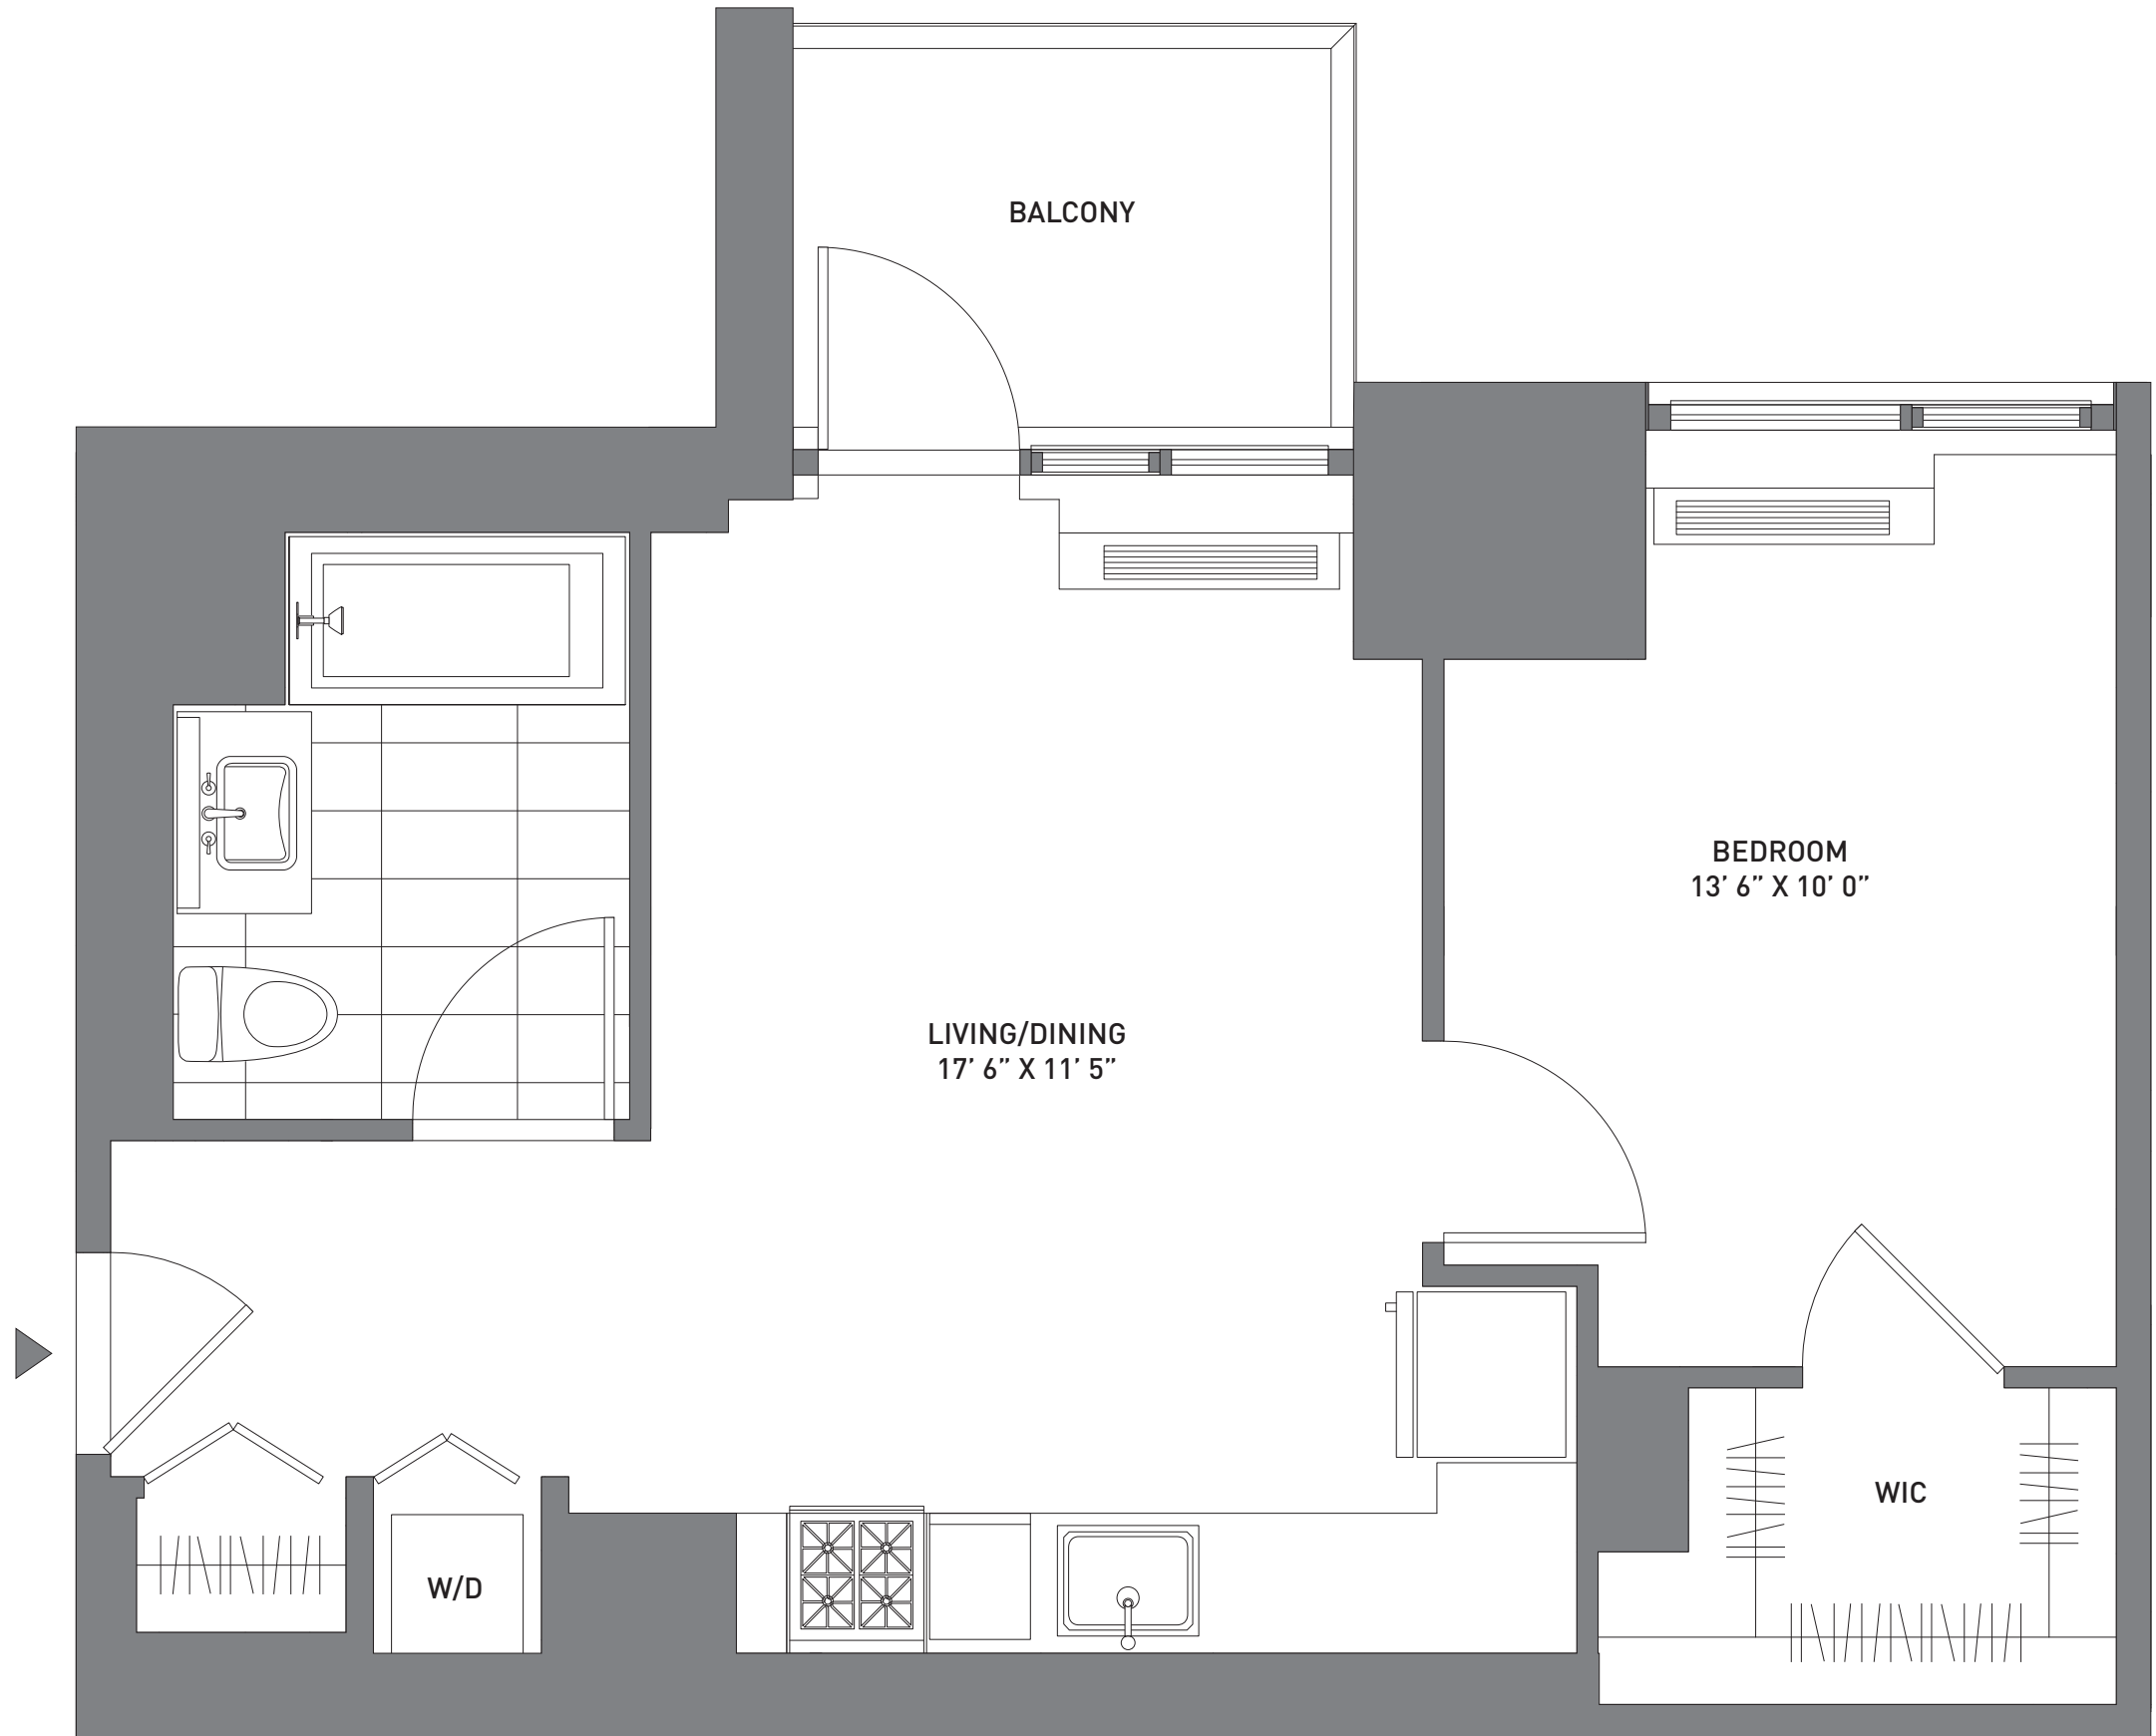 BALCONY
BEDROOM
13’ 6” X 10’ 0”
LIVING/DINING
17’ 6” X 11’ 5”
WIC
W/D